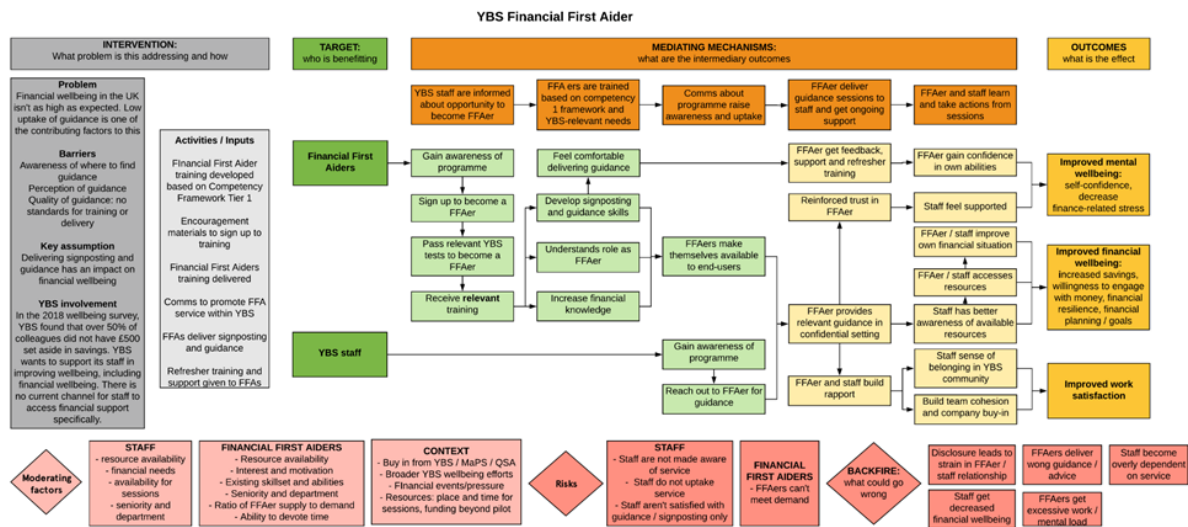 YBS Financial First Aider
INTERVENTION:
What problem is this addressing and how
TARGET:
who is benefitting
MEDIATING MECHANISMS:
what are the intermediary outcomes
OUTCOMES
what is the effect
Problem
Financial wellbeing in the UK
isn't as high as expected. Low
uptake of guidance is one of
the contributing factors to this
Barriers
Awareness of where to find
guidance
Perception of guidance
Quality of guidance: no
standards for training or
delivery
Key assumption
Delivering signposting and
guidance has an impact on
financial wellbeing
YBS involvement
In the 2018 wellbeing survey,
YBS found that over 50% of
colleagues did not have £500
set aside in savings. YBS
wants to support its staff in
improving wellbeing, including
financial wellbeing. There is
no current channel for staff to
access financial support
specifically.
Activities / Inputs
Financial First Aider
training developed
based on Competency
Framework Tier 1
Encouragement
materials to sign up to
training
Financial First Aiders
training delivered
Comms to promote FFA
service within YBS
FFAs deliver signposting
and guidance
Refresher training and
support given to FFAs
YBS staff are informed
about opportunity to
become FFAer
FFA ers are trained
based on competency
1 framework and
YBS-relevant needs
Comms about
programme raise
awareness and uptake
FFAer deliver
guidance sessions to
staff and get ongoing
support
FFAer and staff learn
and take actions from
sessions
Financial First
Aiders
Gain awareness of
programme
Sign up to become a
FFAer
Pass relevant YBS
tests to become a
FFAer
Receive relevant
training
Feel comfortable
delivering guidance
Develop signposting
and guidance skills
Understands role as
FFAer
Increase financial
knowledge
FFAers make
themselves available
to end-users
YBS staff
Gain awareness of
programme
Reach out to FFAer for
guidance
FFAer get feedback,
support and refresher
training
Reinforced trust in
FFAer
FFAer provides
relevant guidance in
confidential setting
FFAer and staff build
rapport
FFAer gain confidence
in own abilities
Staff feel supported
FFAer / staff improve
own financial situation
FFAer / staff accesses
resources
Staff has better
awareness of available
resources
Staff sense of
belonging in YBS
community
Build team cohesion
and company buy-in
Improved mental
wellbeing:
self-confidence,
decrease
finance-related stress
Improved financial
wellbeing:
increased savings,
willingness to engage
with money, financial
resilience, financial
planning / goals
Improved work
satisfaction
Moderating
factors
STAFF
- resource availability
- financial needs
- availability for
sessions
- seniority and
department
FINANCIAL FIRST AIDERS
- Resource availability
- Interest and motivation
- Existing skillset and abilities
- Seniority and department
- Ratio of FFAer supply to demand
- Ability to devote time
CONTEXT
- Buy in from YBS / MaPS / QSA
- Broader YBS wellbeing efforts
- FInancial events/pressure
- Resources: place and time for
sessions, funding beyond pilot
Risks
STAFF
- Staff are not made aware
of service
- Staff do not uptake
service
- Staff aren't satisfied with
guidance / signposting only
FINANCIAL
FIRST AIDERS
- FFAers can't
meet demand
BACKFIRE:
what could go
wrong
Disclosure leads to
strain in FFAer /
staff relationship
FFAers deliver
wong guidance /
advice
Staff become
overly dependent
on service
Staff get
decreased
financial wellbeing
FFAers get
excessive work /
mental load